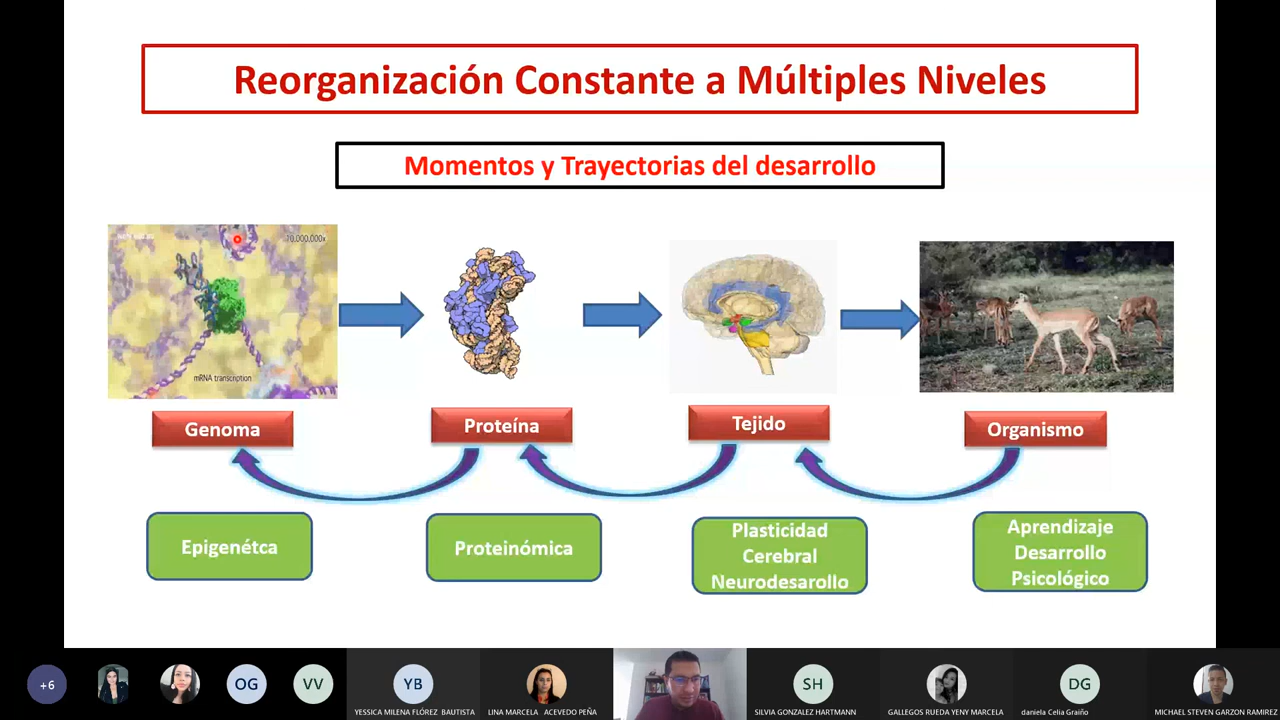 Reorganización Constante a Múltiples Niveles
Momentos y Trayectorias del desarrollo
10,000,000x
mRNA transcription
Genoma
Proteína
Tejido
Organismo
Epigenétca
Proteinómica
Plasticidad
Cerebral
Neurodesarollo
Aprendizaje
Desarrollo
Psicológico
+6
OG
VV
YB
SH
DG
YESSICA MILENA FLÓREZ BAUTISTA
LINA MARCELA ACEVEDO PEÑA
SILVIA GONZALEZ HARTMANN
GALLEGOS RUEDA YENY MARCELA
daniela Celia Graiño
MICHAEL STEVEN GARZON RAMIREZ